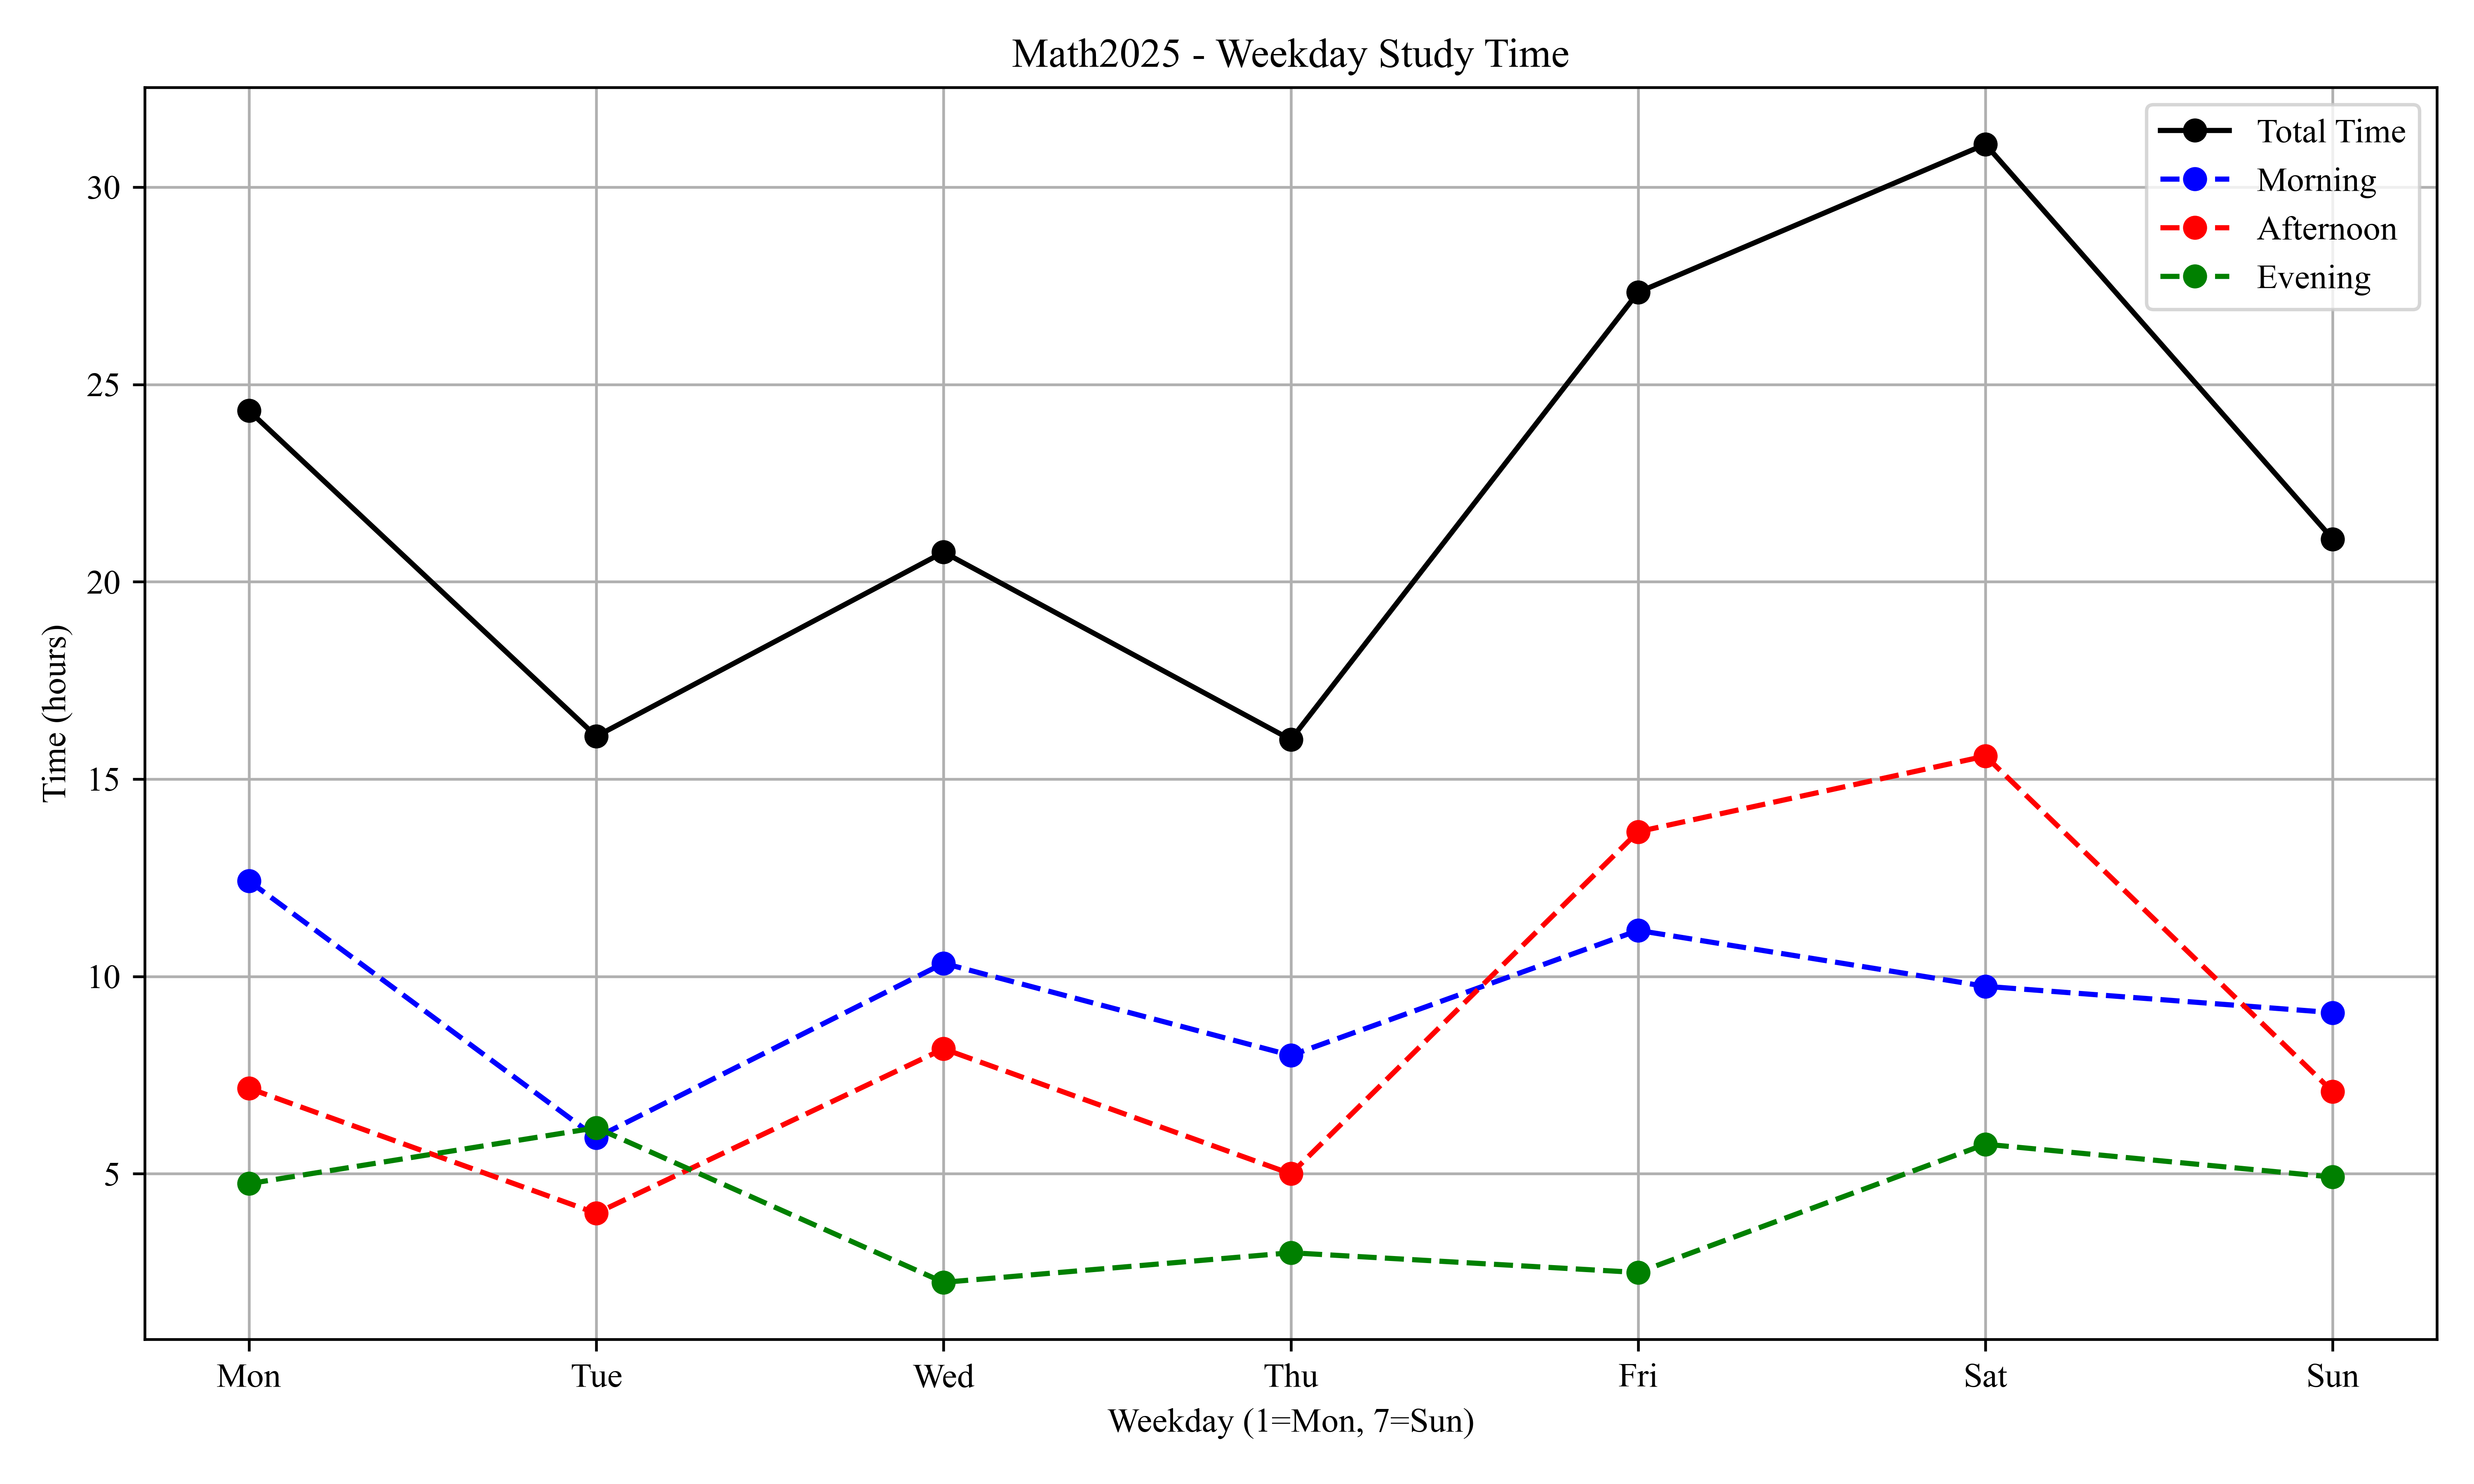 Math2025 - Weekday Study Time
Total Time
Morning
Afternoon
Evening
30
25
20
15
10
5
Time (hours)
Mon Tue Wed Thu Fri Sat Sun
Weekday (1=Mon, 7=Sun)